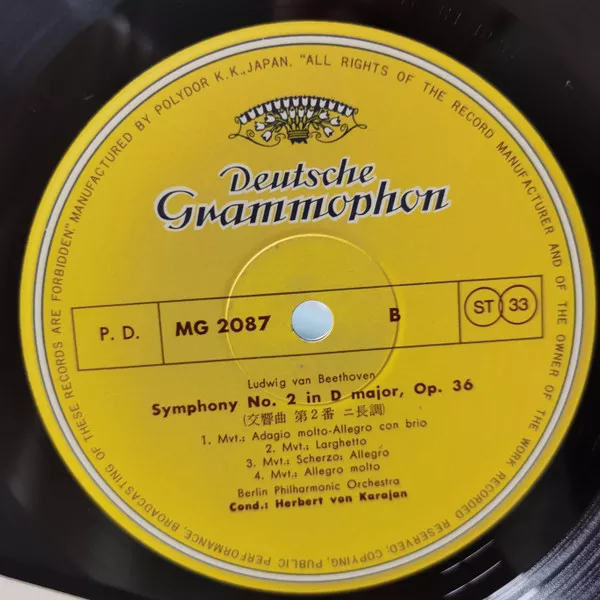 MANUFACTURED BY POLYDOR K.K., JAPAN. "ALL RIGHTS OF THE RECORD MANUFACTURER AND OF THE OWNER OF THE WORK RECORDED RESERVED; COPYING, PUBLIC PERFORMANCE, BROADCASTING OF THESE RECORDS ARE FORBIDDEN"
Deutsche
Grammophon
P. D. MG 2087 B ST 33
Ludwig van Beethoven
Symphony No. 2 in D major, Op. 36
(交響曲 第2番 ニ長調)
1. Mvt.: Adagio molto-Allegro con brio
2. Mvt.: Larghetto
3. Mvt.: Scherzo: Allegro
4. Mvt.: Allegro molto
Berlin Philharmonic Orchestra
Cond.: Herbert von Karajan